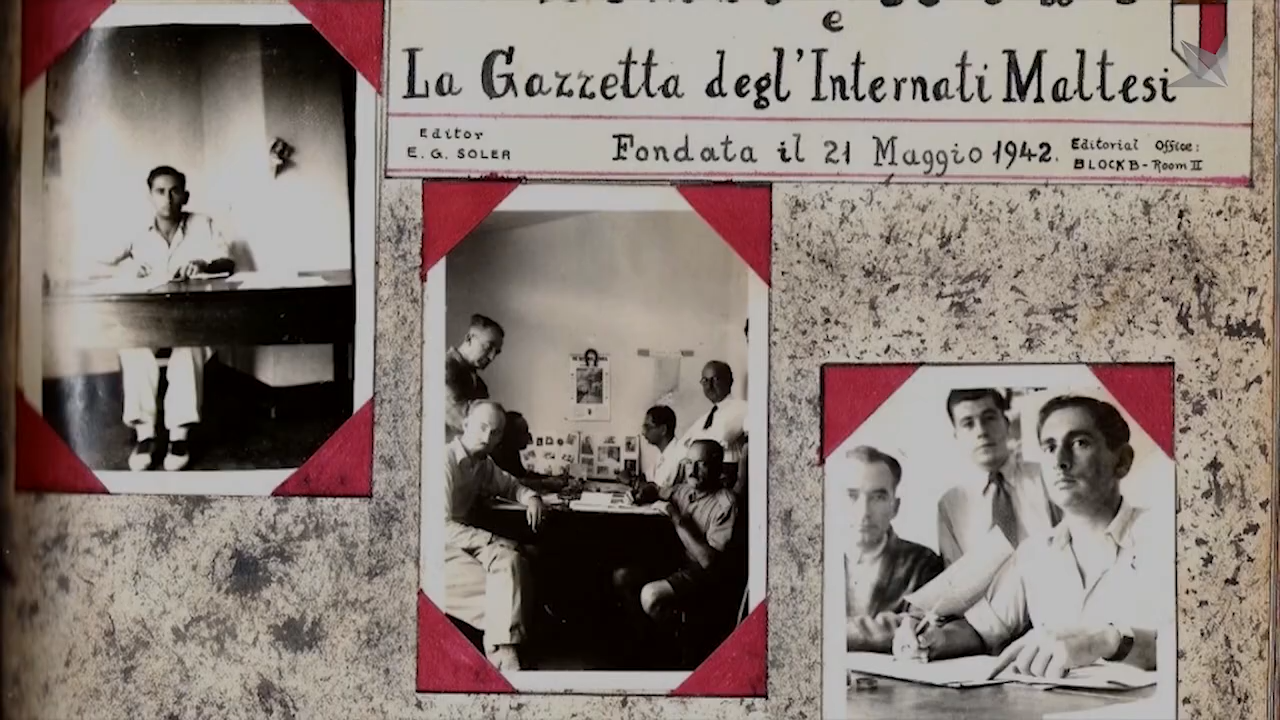 e
La Gazzetta degl'Internati Maltesi
Editor
E. G. SOLER
Fondata il 21 Maggio 1942.
Editorial Office:
BLOCK B - Room II